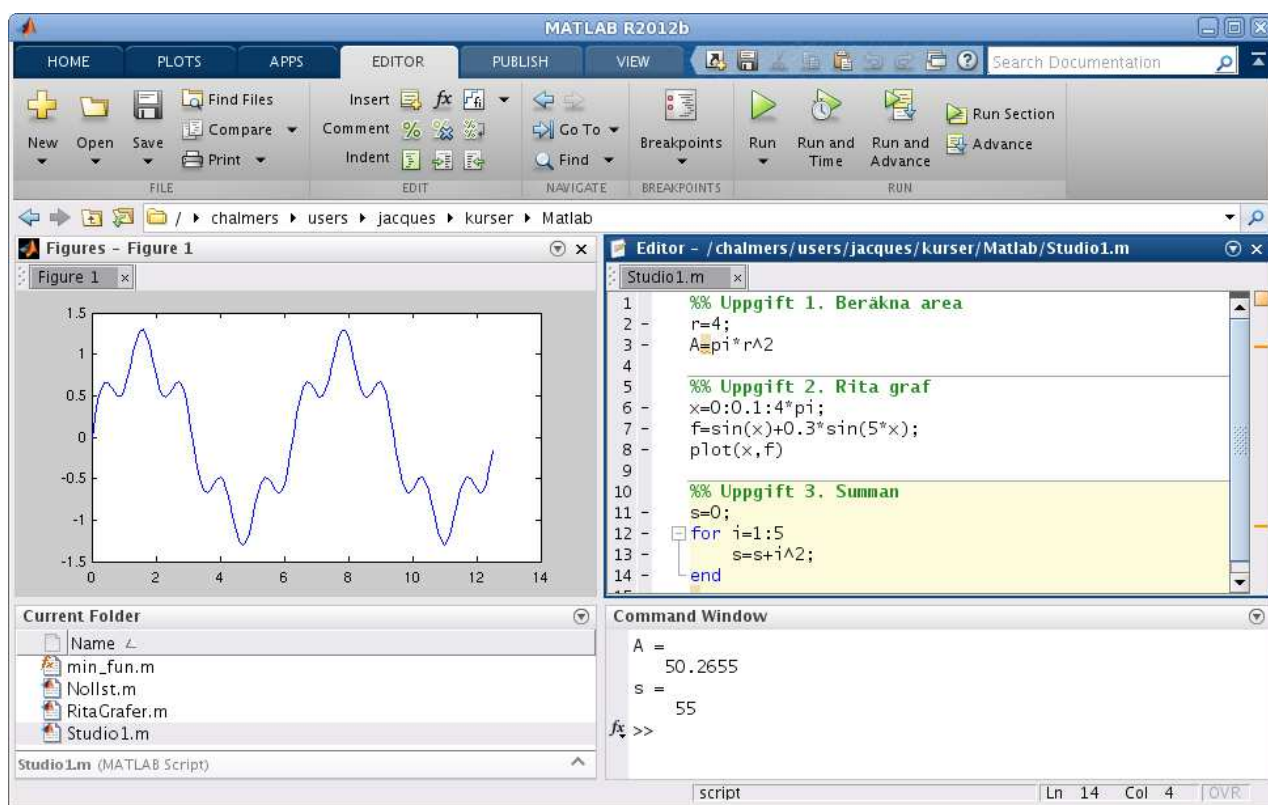 MATLAB R2012b
HOME PLOTS APPS EDITOR PUBLISH VIEW Search Documentation
New Open Save Find Files Compare Print
FILE
Insert fx
Comment %
Indent
EDIT
Go To
Find
NAVIGATE
Breakpoints
BREAKPOINTS
Run Run and Time Run and Advance Run Section Advance
RUN
/ chalmers users jacques kurser Matlab
Figures - Figure 1
Figure 1
1.5
1
0.5
0
-0.5
-1
-1.5
0 2 4 6 8 10 12 14
Editor - /chalmers/users/jacques/kurser/Matlab/Studio1.m
Studio1.m
1 %% Uppgift 1. Beräkna area
2 - r=4;
3 - A=pi*r^2
4
5 %% Uppgift 2. Rita graf
6 - x=0:0.1:4*pi;
7 - f=sin(x)+0.3*sin(5*x);
8 - plot(x,f)
9
10 %% Uppgift 3. Summan
11 - s=0;
12 - for i=1:5
13 - s=s+i^2;
14 - end
Current Folder
Name
min_fun.m
Nollst.m
RitaGrafer.m
Studio1.m
Studio1.m (MATLAB Script)
Command Window
A =
50.2655
s =
55
fx >>
script Ln 14 Col 4 OVR